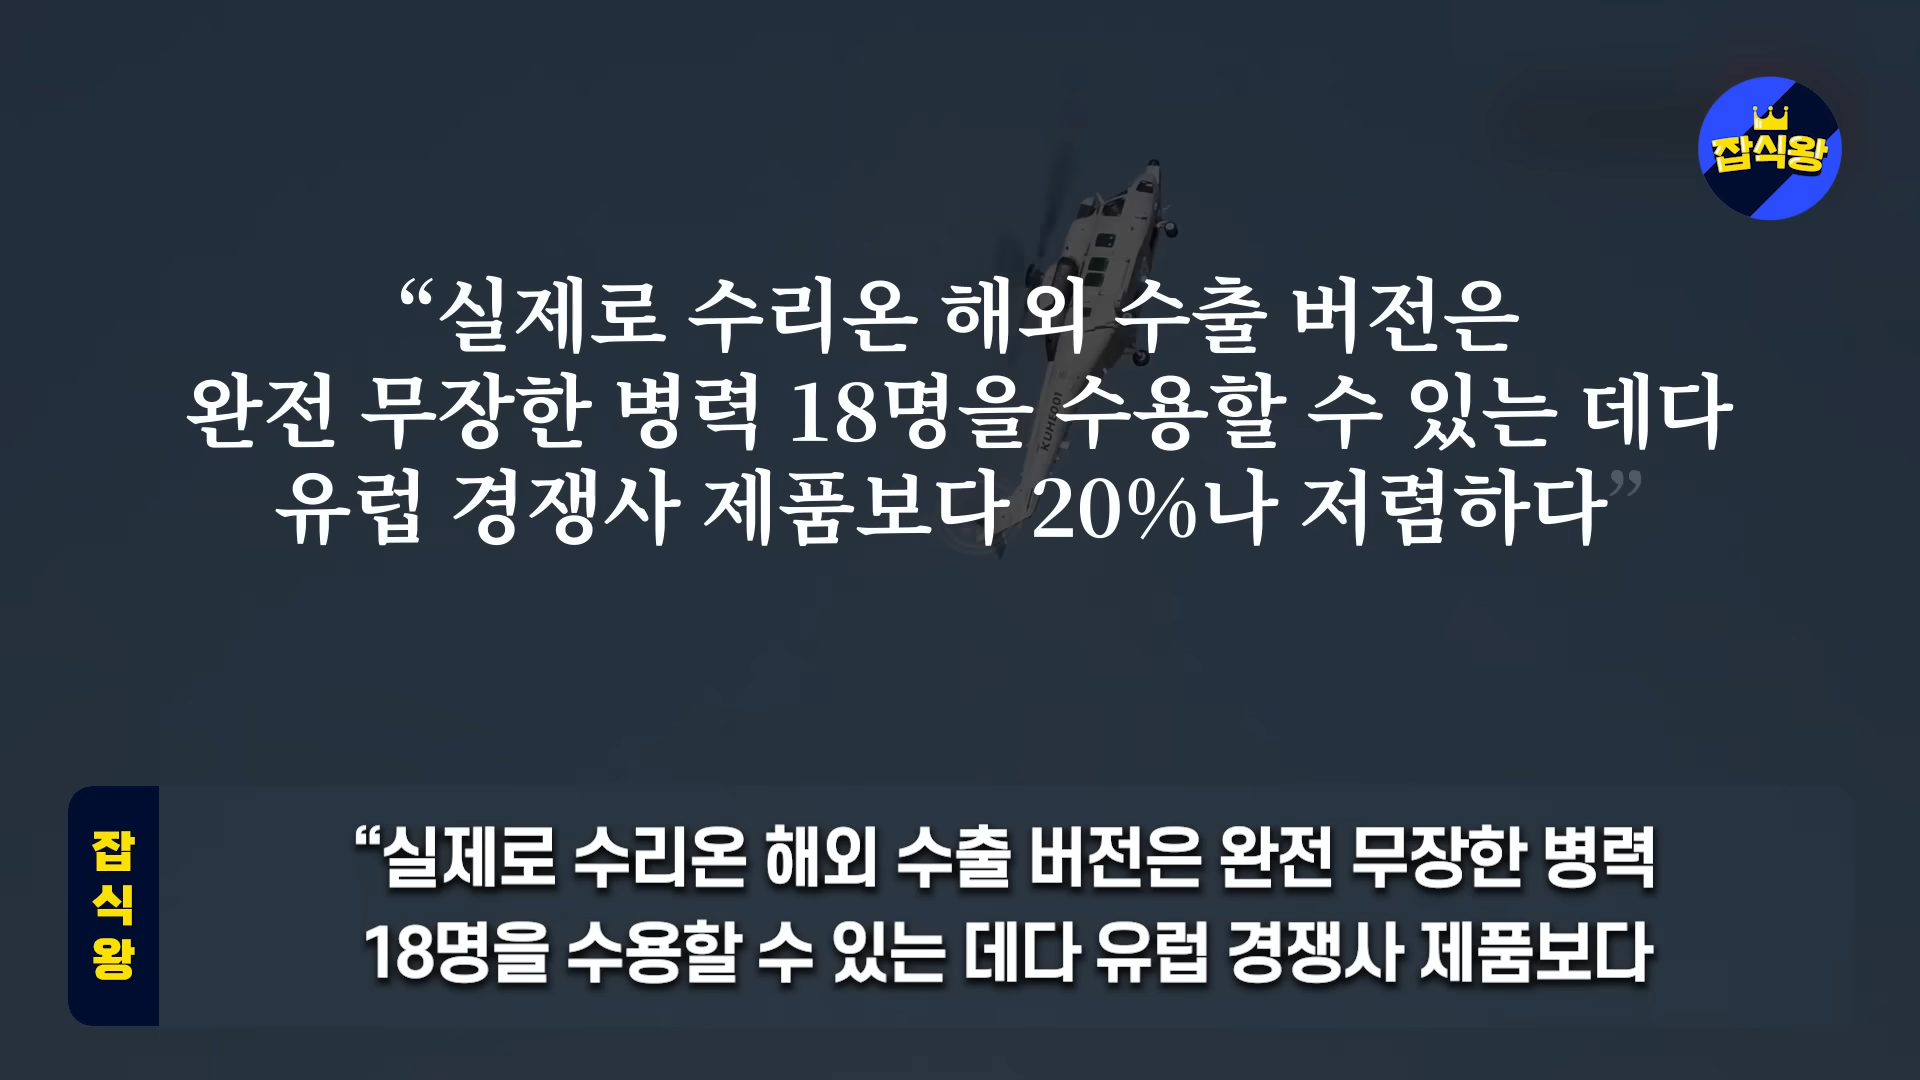 잡식왕
“실제로 수리온 해외 수출 버전은
완전 무장한 병력 18명을 수용할 수 있는 데다
유럽 경쟁사 제품보다 20%나 저렴하다”
KUHE001
잡식왕
“실제로 수리온 해외 수출 버전은 완전 무장한 병력
18명을 수용할 수 있는 데다 유럽 경쟁사 제품보다